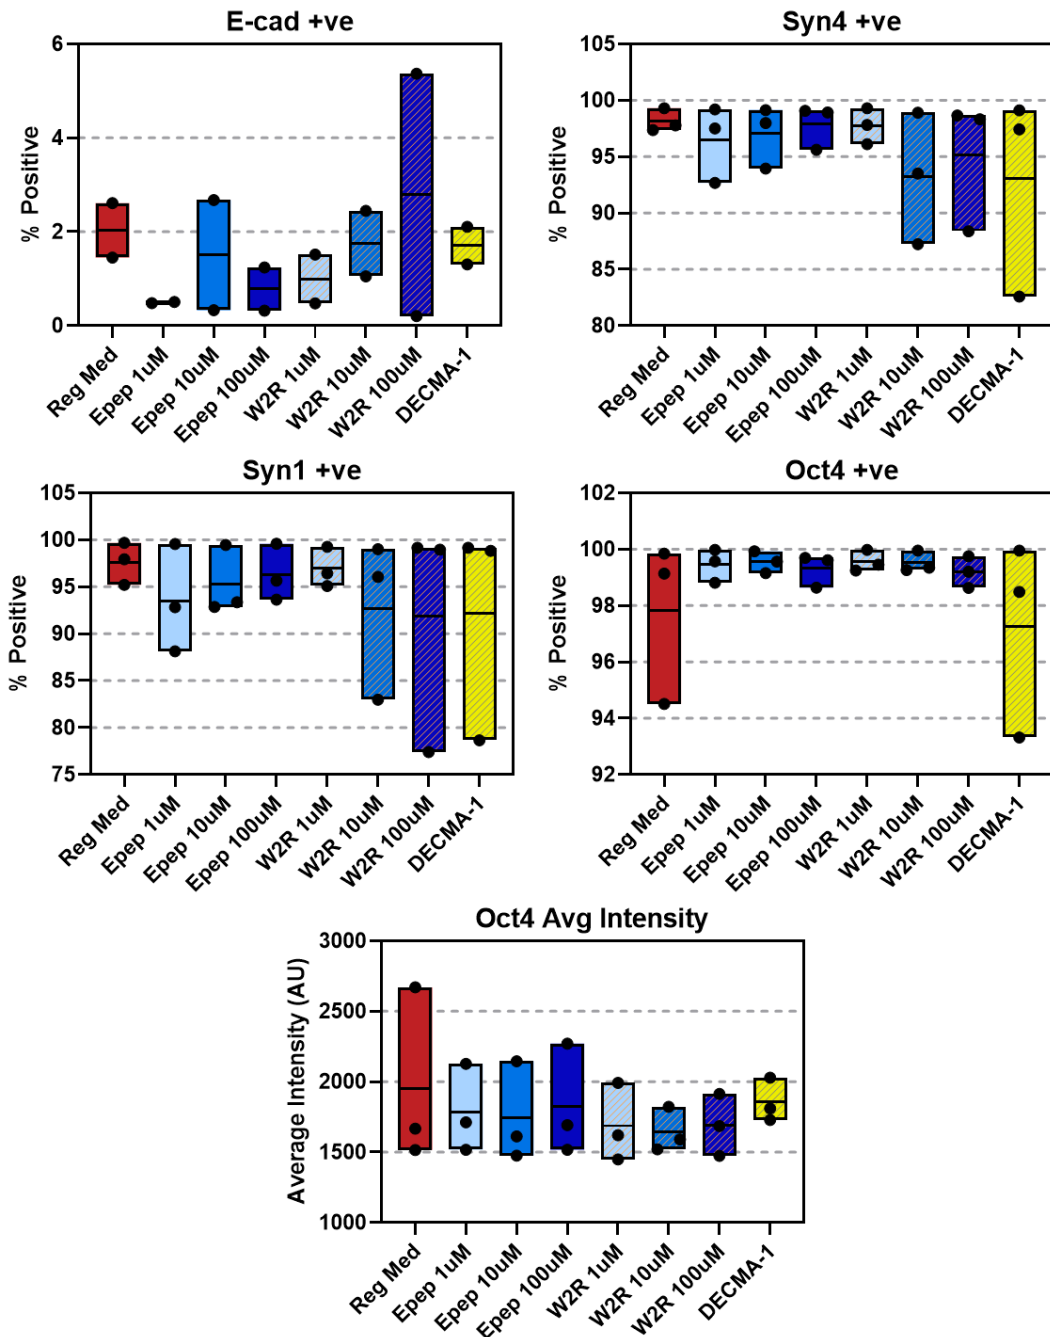 E-cad +ve
% Positive
6
4
2
0
Reg Med
Epep 1uM
Epep 10uM
Epep 100uM
W2R 1uM
W2R 10uM
W2R 100uM
DECMA-1
Syn4 +ve
% Positive
105
100
95
90
85
80
Reg Med
Epep 1uM
Epep 10uM
Epep 100uM
W2R 1uM
W2R 10uM
W2R 100uM
DECMA-1
Syn1 +ve
% Positive
105
100
95
90
85
80
75
Reg Med
Epep 1uM
Epep 10uM
Epep 100uM
W2R 1uM
W2R 10uM
W2R 100uM
DECMA-1
Oct4 +ve
% Positive
102
100
98
96
94
92
Reg Med
Epep 1uM
Epep 10uM
Epep 100uM
W2R 1uM
W2R 10uM
W2R 100uM
DECMA-1
Oct4 Avg Intensity
Average Intensity (AU)
3000
2500
2000
1500
1000
Reg Med
Epep 1uM
Epep 10uM
Epep 100uM
W2R 1uM
W2R 10uM
W2R 100uM
DECMA-1